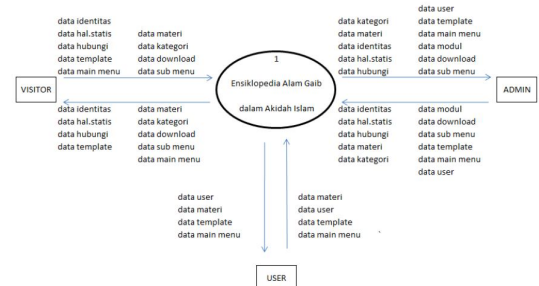 data identitas
data hal.statis
data hubungi
data template
data main menu
data materi
data kategori
data download
data sub menu
data kategori
data materi
data identitas
data hal.statis
data hubungi
data user
data template
data main menu
data modul
data download
data sub menu
VISITOR
1
Ensiklopedia Alam Gaib
dalam Akidah Islam
ADMIN
data identitas
data hal.statis
data hubungi
data template
data materi
data kategori
data download
data sub menu
data main menu
data identitas
data hal.statis
data hubungi
data materi
data kategori
data modul
data download
data sub menu
data template
data main menu
data user
data user
data materi
data template
data main menu
data materi
data user
data template
data main menu
USER